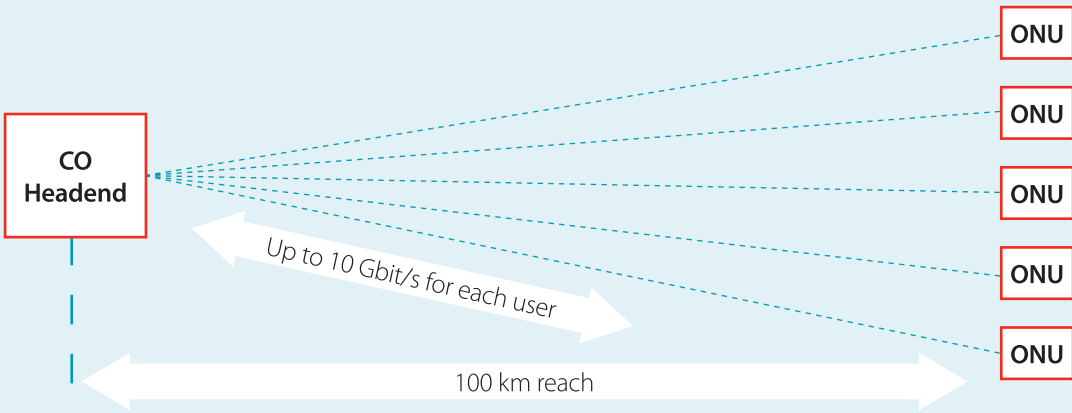 ONU
ONU
CO
Headend
ONU
Up to 10 Gbit/s for each user
ONU
ONU
100 km reach